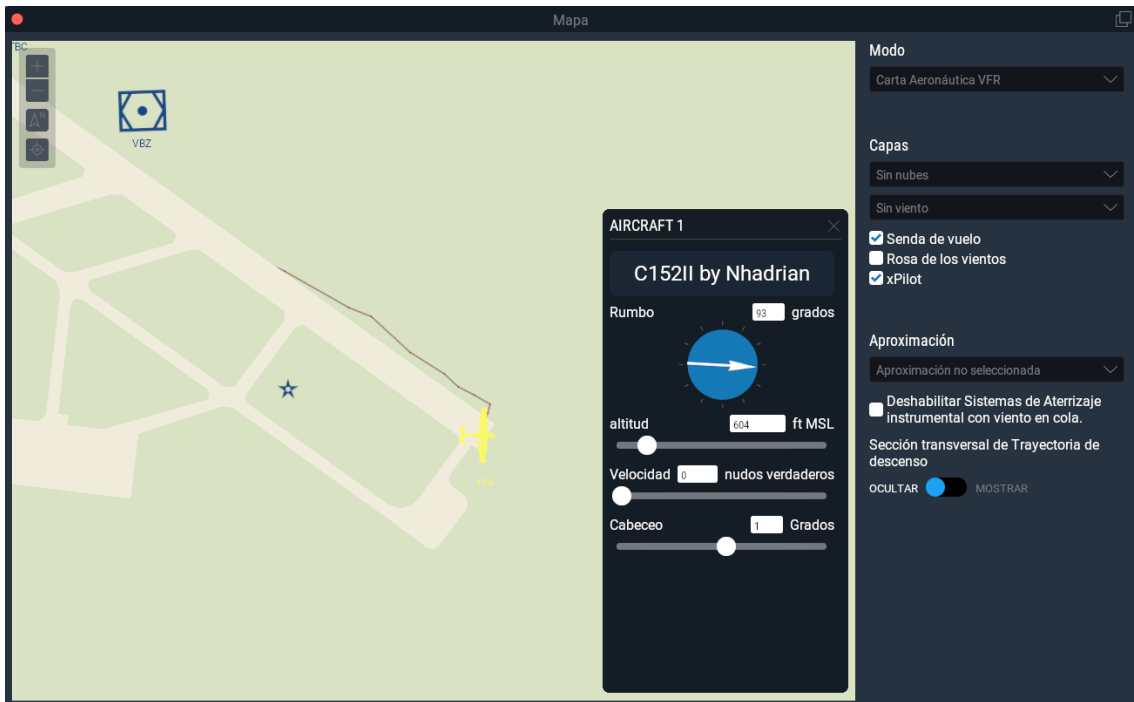 Mapa
TBC
VBZ
You
AIRCRAFT 1
C152II by Nhadrian
Rumbo 93 grados
altitud 604 ft MSL
Velocidad 0 nudos verdaderos
Cabeceo 1 Grados
Modo
Carta Aeronáutica VFR
Capas
Sin nubes
Sin viento
Senda de vuelo
Rosa de los vientos
xPilot
Aproximación
Aproximación no seleccionada
Deshabilitar Sistemas de Aterrizaje
instrumental con viento en cola.
Sección transversal de Trayectoria de
descenso
OCULTAR MOSTRAR